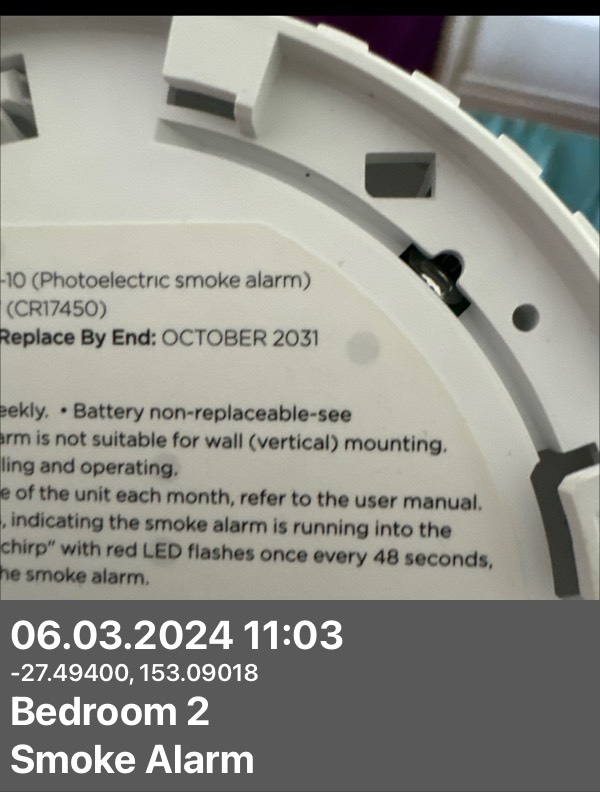 -10 (Photoelectric smoke alarm)
(CR17450)
Replace By End: OCTOBER 2031
eekly. • Battery non-replaceable-see
arm is not suitable for wall (vertical) mounting.
ling and operating.
e of the unit each month, refer to the user manual.
, indicating the smoke alarm is running into the
chirp" with red LED flashes once every 48 seconds,
he smoke alarm.
06.03.2024 11:03
-27.49400, 153.09018
Bedroom 2
Smoke Alarm